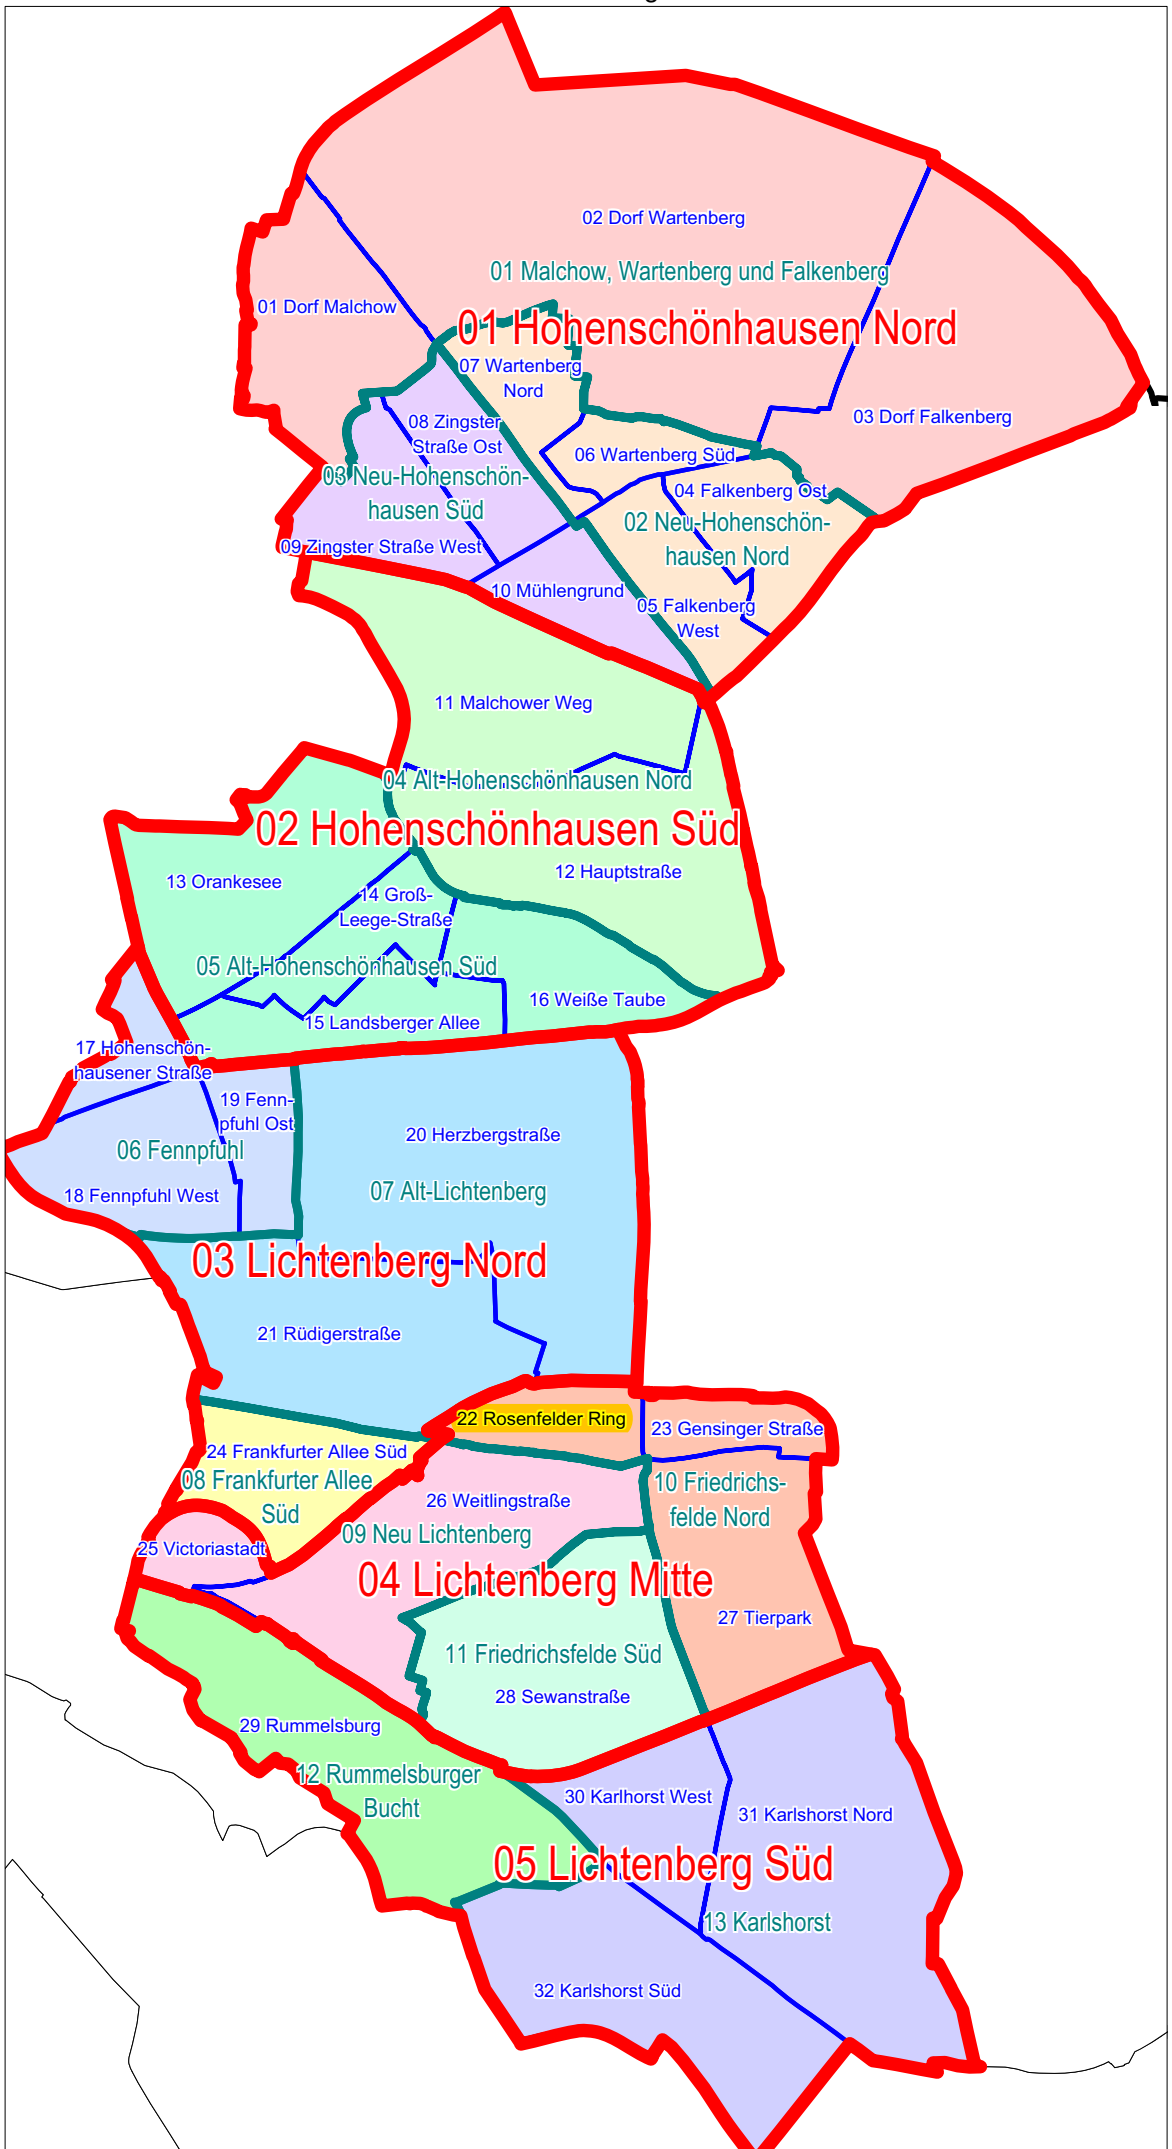 02 Dorf Wartenberg
01 Malchow, Wartenberg und Falkenberg
01 Dorf Malchow
01 Hohenschönhausen Nord
07 Wartenberg
Nord
03 Dorf Falkenberg
08 Zingster
Straße Ost
06 Wartenberg Süd
03 Neu-Hohenschön-
hausen Süd
04 Falkenberg Ost
02 Neu-Hohenschön-
hausen Nord
09 Zingster Straße West
10 Mühlengrund
05 Falkenberg
West
11 Malchower Weg
04 Alt-Hohenschönhausen Nord
02 Hohenschönhausen Süd
12 Hauptstraße
13 Orankesee
14 Groß-
Leege-Straße
05 Alt-Hohenschönhausen Süd
16 Weiße Taube
15 Landsberger Allee
17 Hohenschön-
hausener Straße
19 Fenn-
pfuhl Ost
20 Herzbergstraße
06 Fennpfuhl
07 Alt-Lichtenberg
18 Fennpfuhl West
03 Lichtenberg Nord
21 Rüdigerstraße
22 Rosenfelder Ring
23 Gensinger Straße
24 Frankfurter Allee Süd
08 Frankfurter Allee
Süd
10 Friedrichs-
felde Nord
26 Weitlingstraße
09 Neu Lichtenberg
25 Victoriastadt
04 Lichtenberg Mitte
27 Tierpark
11 Friedrichsfelde Süd
28 Sewanstraße
29 Rummelsburg
12 Rummelsburger
Bucht
30 Karlhorst West
31 Karlshorst Nord
05 Lichtenberg Süd
13 Karlshorst
32 Karlshorst Süd